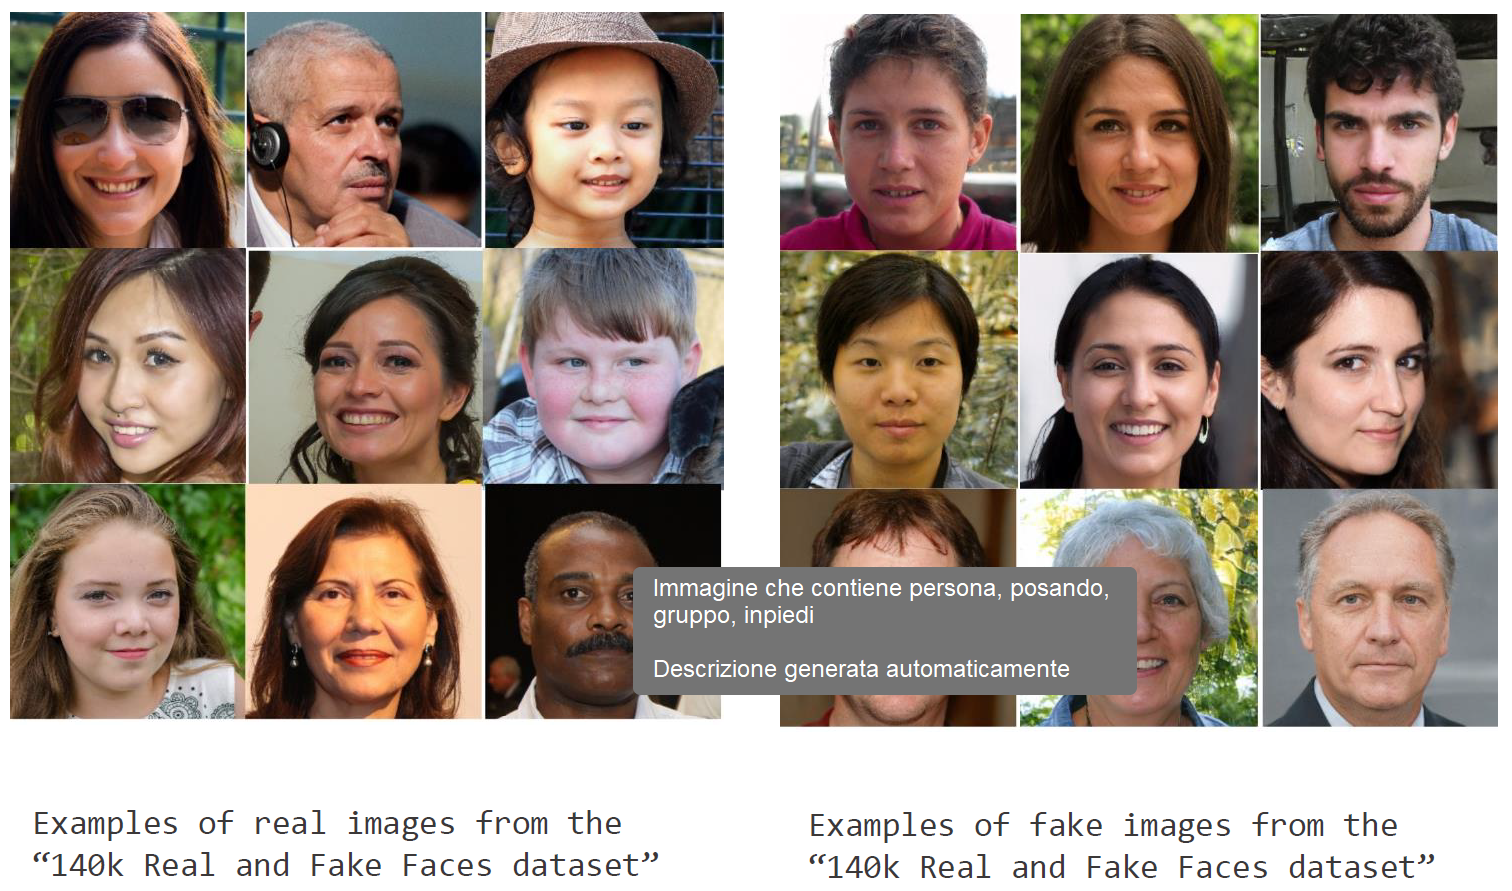 Immagine che contiene persona, posando,
gruppo, inpiedi
Descrizione generata automaticamente
Examples of real images from the
“140k Real and Fake Faces dataset”
Examples of fake images from the
“140k Real and Fake Faces dataset”